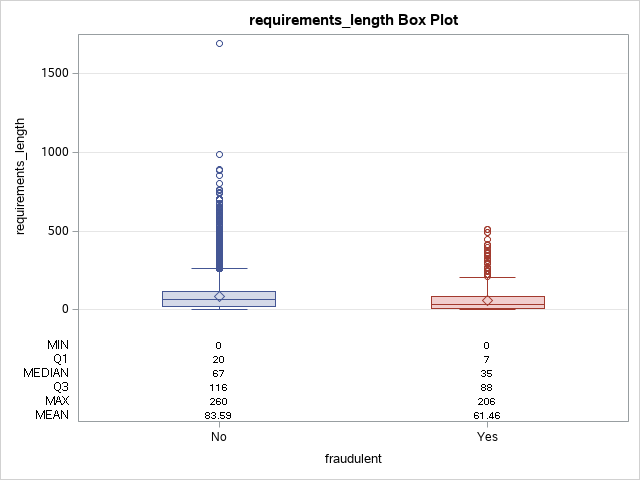 requirements_length Box Plot
requirements_length
1500
1000
500
0
MIN 0 0
Q1 20 7
MEDIAN 67 35
Q3 116 88
MAX 260 206
MEAN 83.59 61.46
No Yes
fraudulent